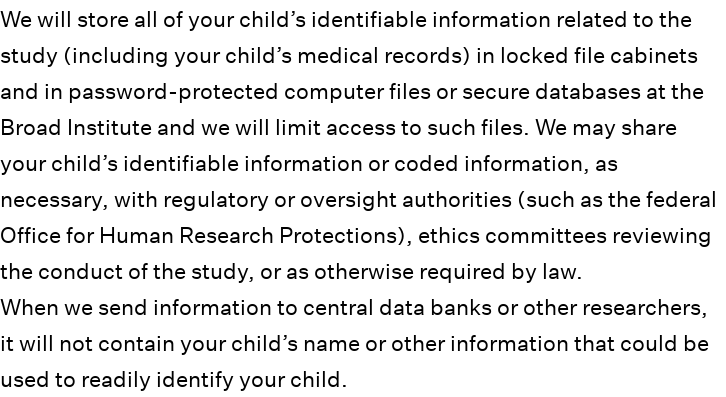 We will store all of your child’s identifiable information related to the
study (including your child’s medical records) in locked file cabinets
and in password-protected computer files or secure databases at the
Broad Institute and we will limit access to such files. We may share
your child’s identifiable information or coded information, as
necessary, with regulatory or oversight authorities (such as the federal
Office for Human Research Protections), ethics committees reviewing
the conduct of the study, or as otherwise required by law.
When we send information to central data banks or other researchers,
it will not contain your child’s name or other information that could be
used to readily identify your child.